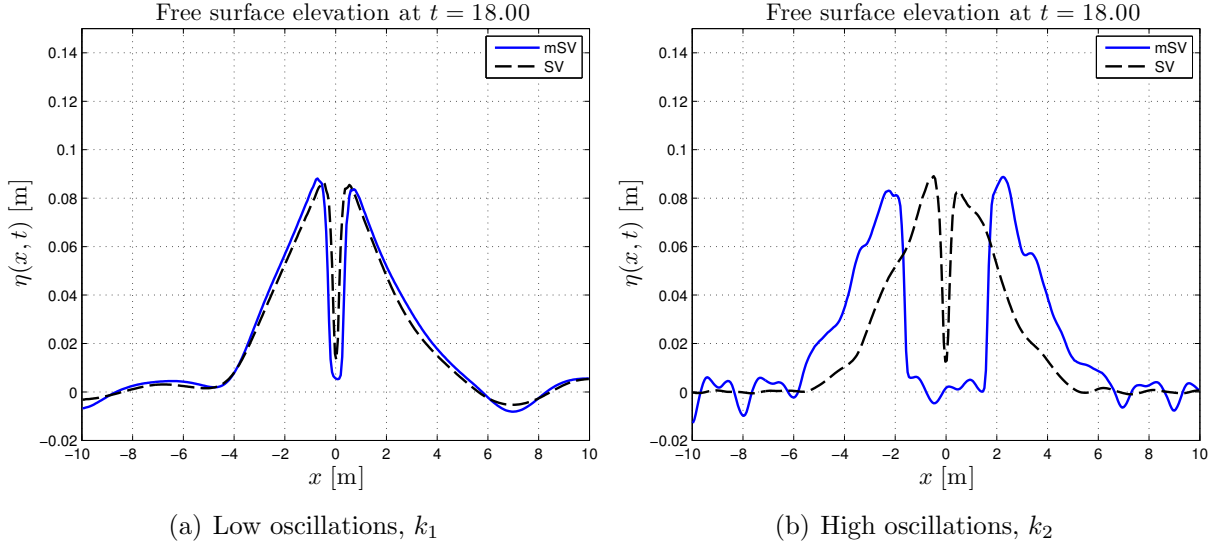 Free surface elevation at t = 18.00
0.14
0.12
0.1
0.08
0.06
0.04
0.02
0
−0.02
η(x, t) [m]
mSV
SV
−10 −8 −6 −4 −2 0 2 4 6 8 10
x [m]
(a) Low oscillations, k₁
Free surface elevation at t = 18.00
0.14
0.12
0.1
0.08
0.06
0.04
0.02
0
−0.02
η(x, t) [m]
mSV
SV
−10 −8 −6 −4 −2 0 2 4 6 8 10
x [m]
(b) High oscillations, k₂